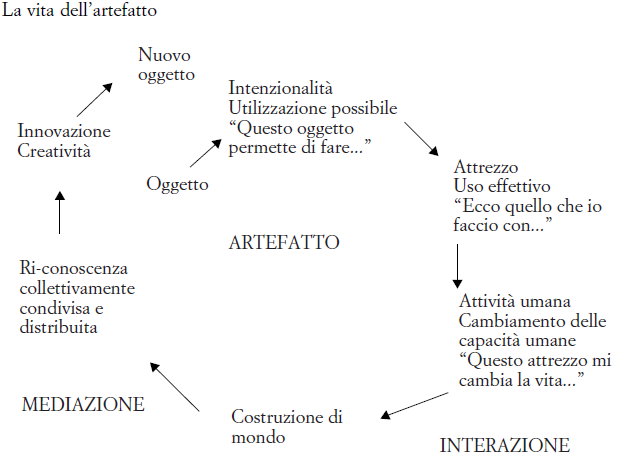 La vita dell'artefatto
Nuovo
oggetto
Intenzionalità
Utilizzazione possibile
“Questo oggetto
permette di fare...”
Innovazione
Creatività
Oggetto
Attrezzo
Uso effettivo
“Ecco quello che io
faccio con...”
ARTEFATTO
Ri-conoscenza
collettivamente
condivisa e
distribuita
Attività umana
Cambiamento delle
capacità umane
“Questo attrezzo mi
cambia la vita...”
MEDIAZIONE
Costruzione di
mondo
INTERAZIONE